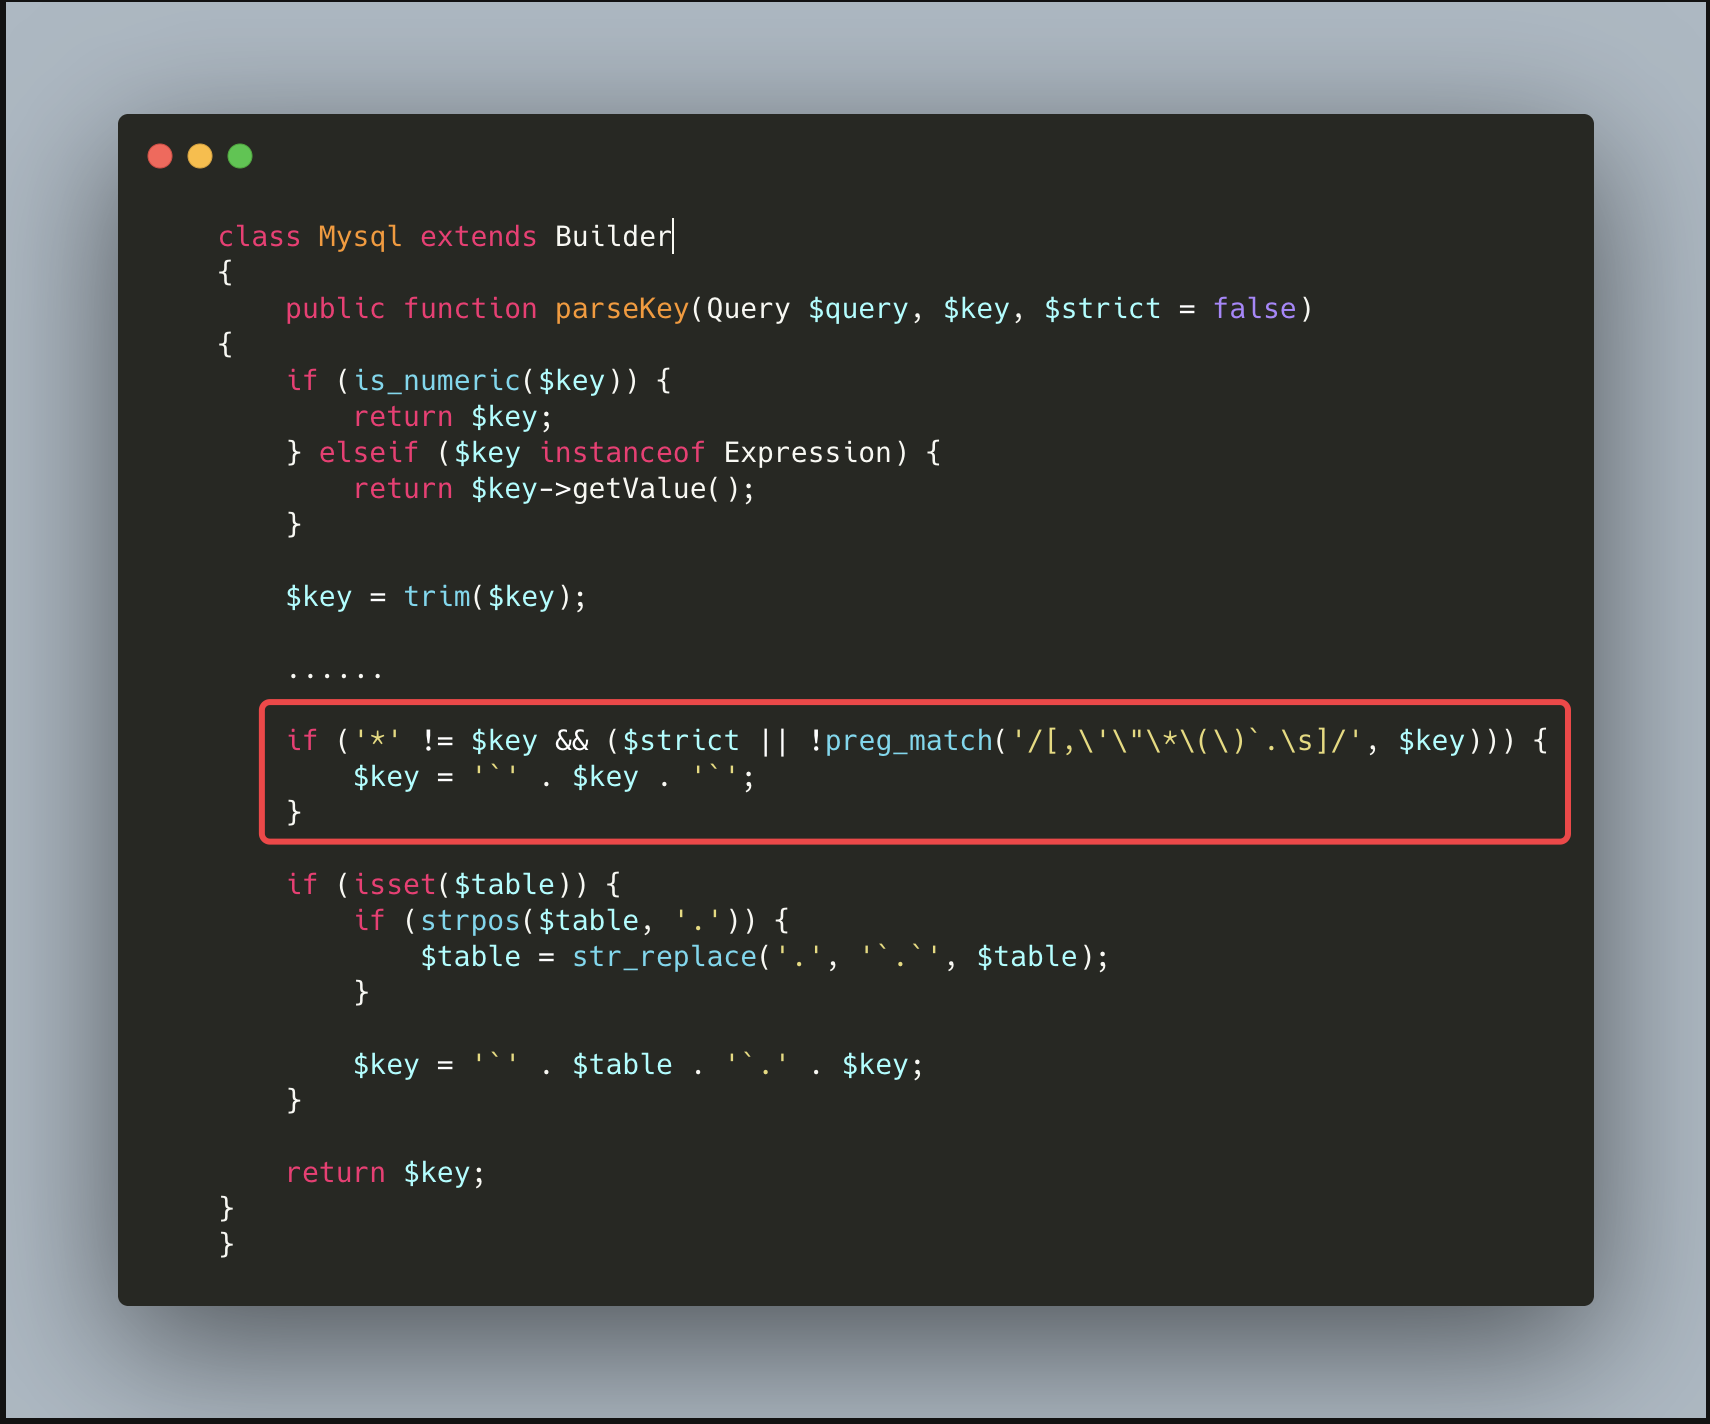 class Mysql extends Builder
{
    public function parseKey(Query $query, $key, $strict = false)
{
    if (is_numeric($key)) {
        return $key;
    } elseif ($key instanceof Expression) {
        return $key->getValue();
    }

    $key = trim($key);

    ......

    if ('*' != $key && ($strict || !preg_match('/[,\'\"\*\(\)`.\s]/', $key))) {
        $key = '`' . $key . '`';
    }

    if (isset($table)) {
        if (strpos($table, '.')) {
            $table = str_replace('.', '`.`', $table);
        }

        $key = '`' . $table . '`.' . $key;
    }

    return $key;
}
}